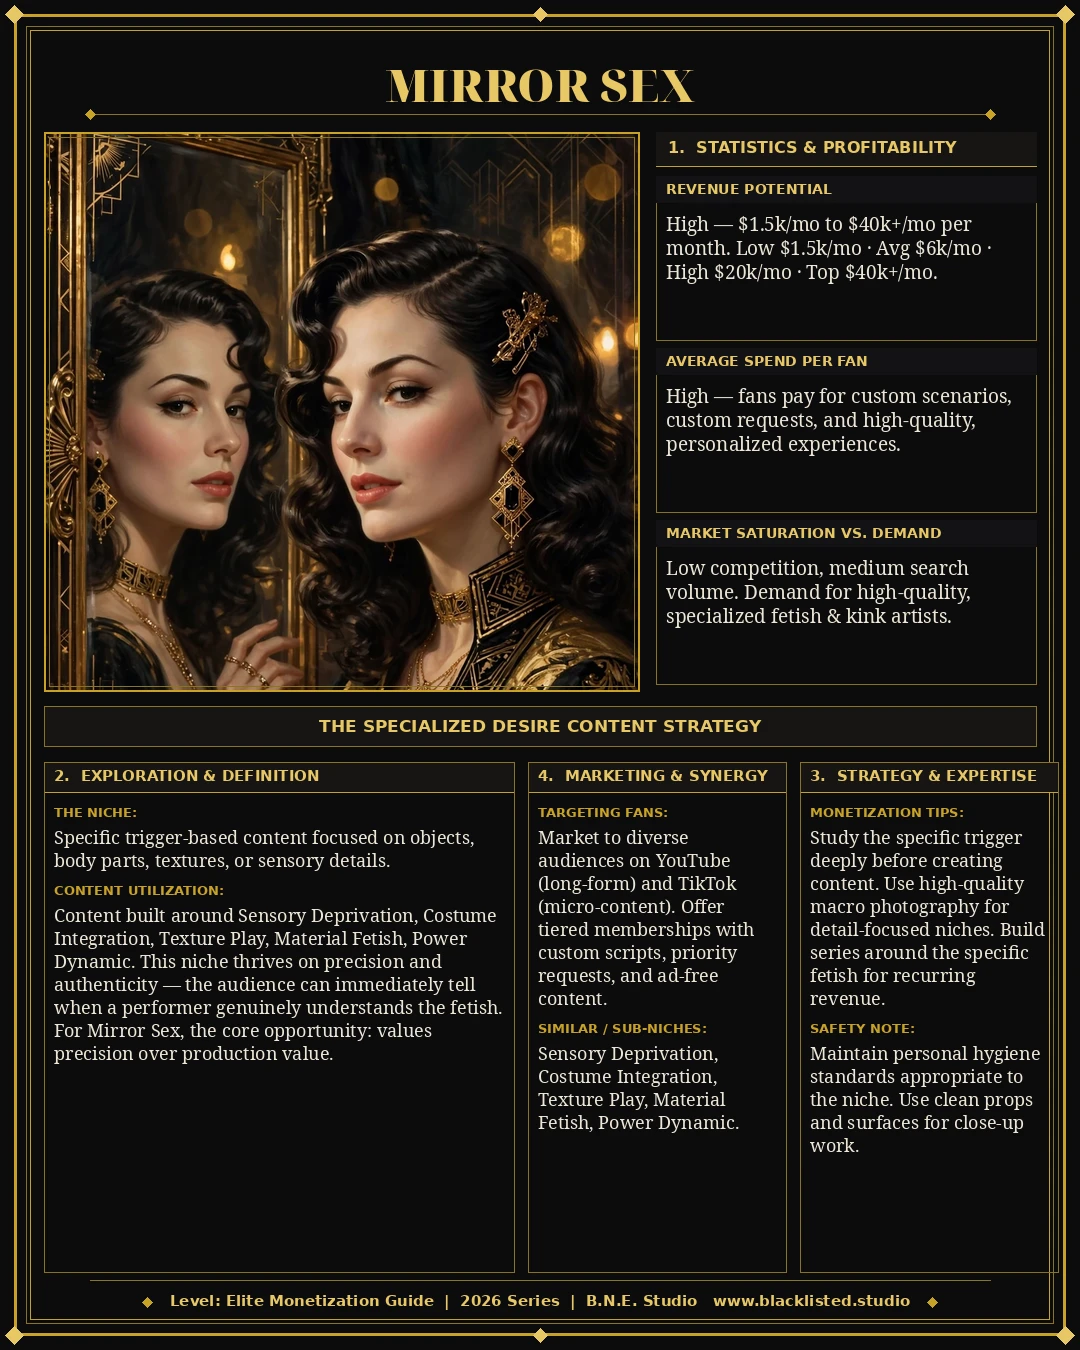 MIRROR SEX
1. STATISTICS & PROFITABILITY
REVENUE POTENTIAL
High — $1.5k/mo to $40k+/mo per
month. Low $1.5k/mo · Avg $6k/mo ·
High $20k/mo · Top $40k+/mo.
AVERAGE SPEND PER FAN
High — fans pay for custom scenarios,
custom requests, and high-quality,
personalized experiences.
MARKET SATURATION VS. DEMAND
Low competition, medium search
volume. Demand for high-quality,
specialized fetish & kink artists.
THE SPECIALIZED DESIRE CONTENT STRATEGY
2. EXPLORATION & DEFINITION
THE NICHE:
Specific trigger-based content focused on objects,
body parts, textures, or sensory details.
CONTENT UTILIZATION:
Content built around Sensory Deprivation, Costume
Integration, Texture Play, Material Fetish, Power
Dynamic. This niche thrives on precision and
authenticity — the audience can immediately tell
when a performer genuinely understands the fetish.
For Mirror Sex, the core opportunity: values
precision over production value.
4. MARKETING & SYNERGY
TARGETING FANS:
Market to diverse
audiences on YouTube
(long-form) and TikTok
(micro-content). Offer
tiered memberships with
custom scripts, priority
requests, and ad-free
content.
SIMILAR / SUB-NICHES:
Sensory Deprivation,
Costume Integration,
Texture Play, Material
Fetish, Power Dynamic.
3. STRATEGY & EXPERTISE
MONETIZATION TIPS:
Study the specific trigger
deeply before creating
content. Use high-quality
macro photography for
detail-focused niches. Build
series around the specific
fetish for recurring
revenue.
SAFETY NOTE:
Maintain personal hygiene
standards appropriate to
the niche. Use clean props
and surfaces for close-up
work.
Level: Elite Monetization Guide | 2026 Series | B.N.E. Studio www.blacklisted.studio